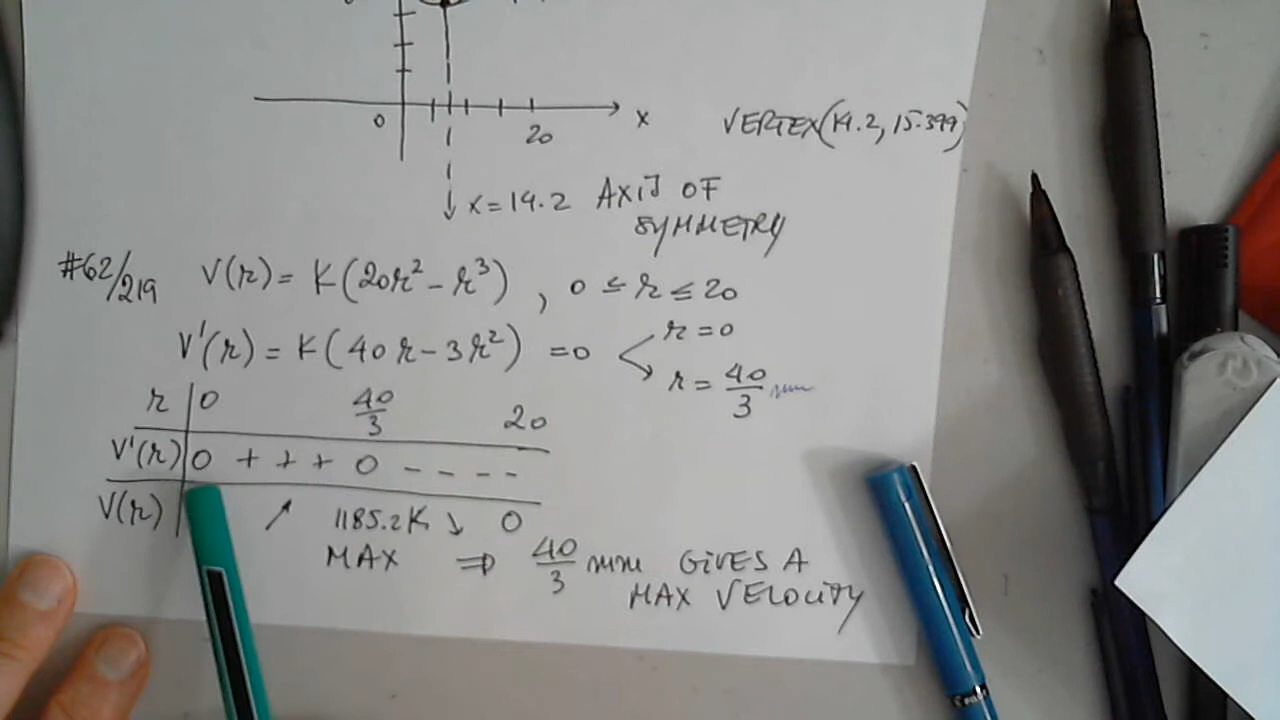 0 20 x VERTEX(14.2, 15.399)
x = 14.2 AXIS OF
SYMMETRY
#62/219 V(r) = K(20r² - r³), 0 ≤ r ≤ 20
V'(r) = K(40r - 3r²) = 0 r = 0
r = 40/3 mm
r 0 40/3 20
V'(r) 0 + + + 0 - - - -
V(r) ↗ 1185.2K ↘ 0
MAX ⇒ 40/3 mm GIVES A
MAX VELOCITY